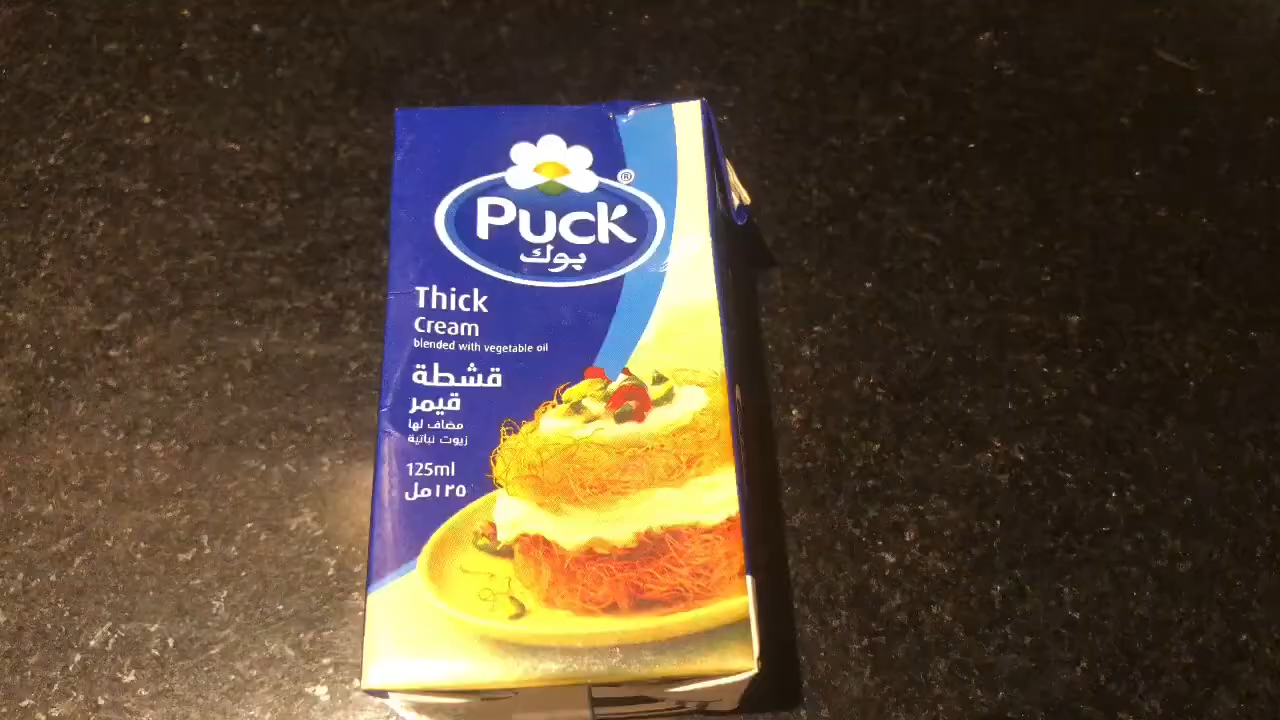 ®
Puck
بوك
Thick
Cream
blended with vegetable oil
قشطة
قيمر
مضاف لها
زيوت نباتية
125ml
١٢٥مل